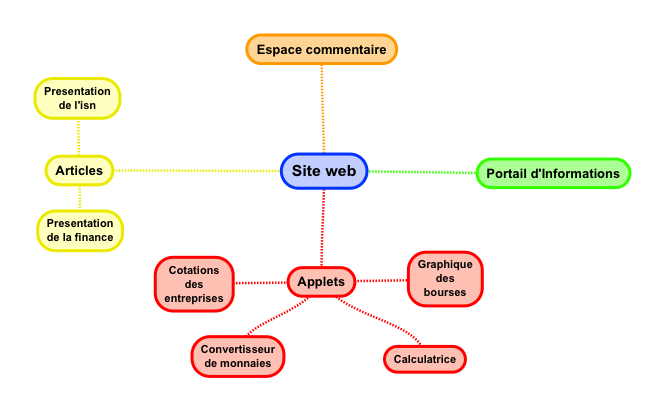 Espace commentaire
Presentation
de l'isn
Articles
Site web
Portail d'Informations
Presentation
de la finance
Cotations
des
entreprises
Applets
Graphique
des
bourses
Convertisseur
de monnaies
Calculatrice